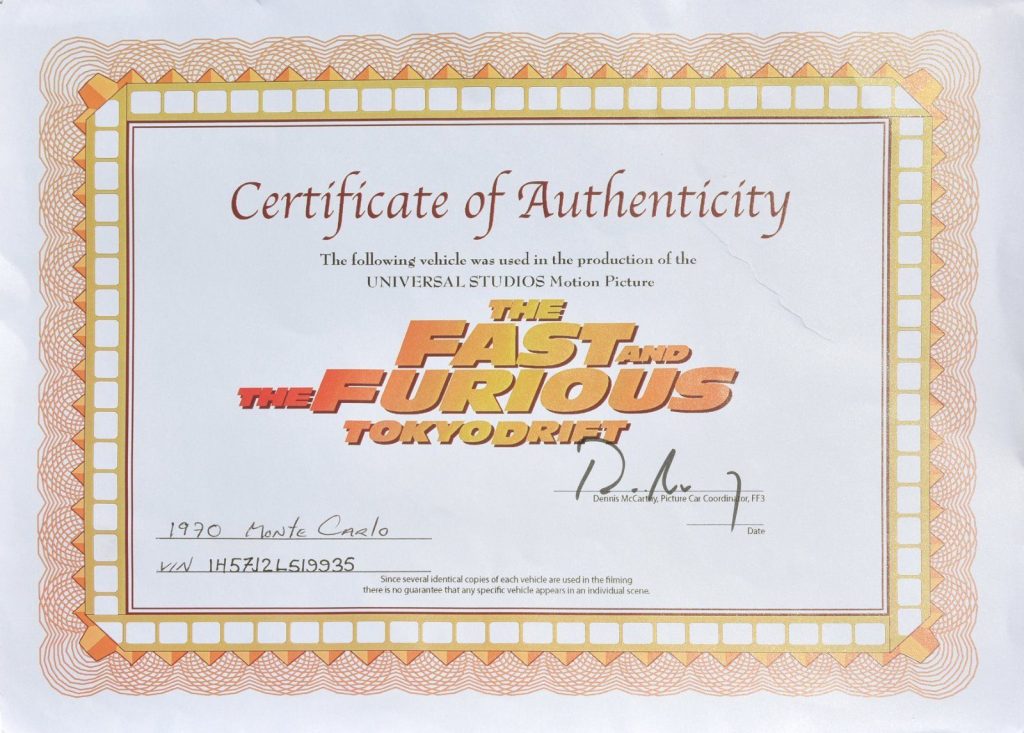 Certificate of Authenticity
The following vehicle was used in the production of the
UNIVERSAL STUDIOS Motion Picture
THE
FAST AND
THE FURIOUS
TOKYO DRIFT
Dennis McCarthy, Picture Car Coordinator, FF3
Date
1970 Monte Carlo
VIN 1H57J2L519935
Since several identical copies of each vehicle are used in the filming
there is no guarantee that any specific vehicle appears in an individual scene.